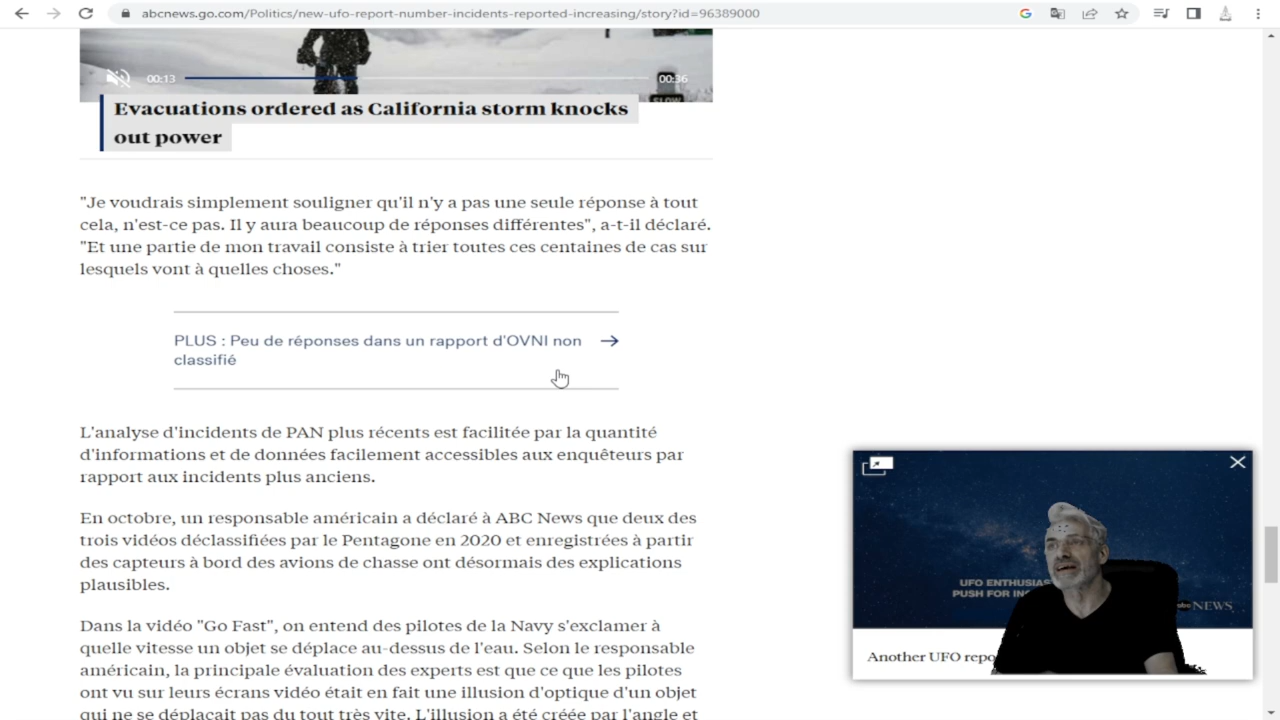 abcnews.go.com/Politics/new-ufo-report-number-incidents-reported-increasing/story?id=96389000
00:13
00:36
SLOW
Evacuations ordered as California storm knocks
out power
"Je voudrais simplement souligner qu'il n'y a pas une seule réponse à tout
cela, n'est-ce pas. Il y aura beaucoup de réponses différentes", a-t-il déclaré.
"Et une partie de mon travail consiste à trier toutes ces centaines de cas sur
lesquels vont à quelles choses."
PLUS : Peu de réponses dans un rapport d'OVNI non
classifié
L'analyse d'incidents de PAN plus récents est facilitée par la quantité
d'informations et de données facilement accessibles aux enquêteurs par
rapport aux incidents plus anciens.
En octobre, un responsable américain a déclaré à ABC News que deux des
trois vidéos déclassifiées par le Pentagone en 2020 et enregistrées à partir
des capteurs à bord des avions de chasse ont désormais des explications
plausibles.
Dans la vidéo "Go Fast", on entend des pilotes de la Navy s'exclamer à
quelle vitesse un objet se déplace au-dessus de l'eau. Selon le responsable
américain, la principale évaluation des experts est que ce que les pilotes
ont vu sur leurs écrans vidéo était en fait une illusion d'optique d'un objet
qui ne se déplaçait pas du tout très vite. L'illusion a été créée par l'angle et
UFO ENTHUSIAS
PUSH FOR IN
abc NEWS
Another UFO repo